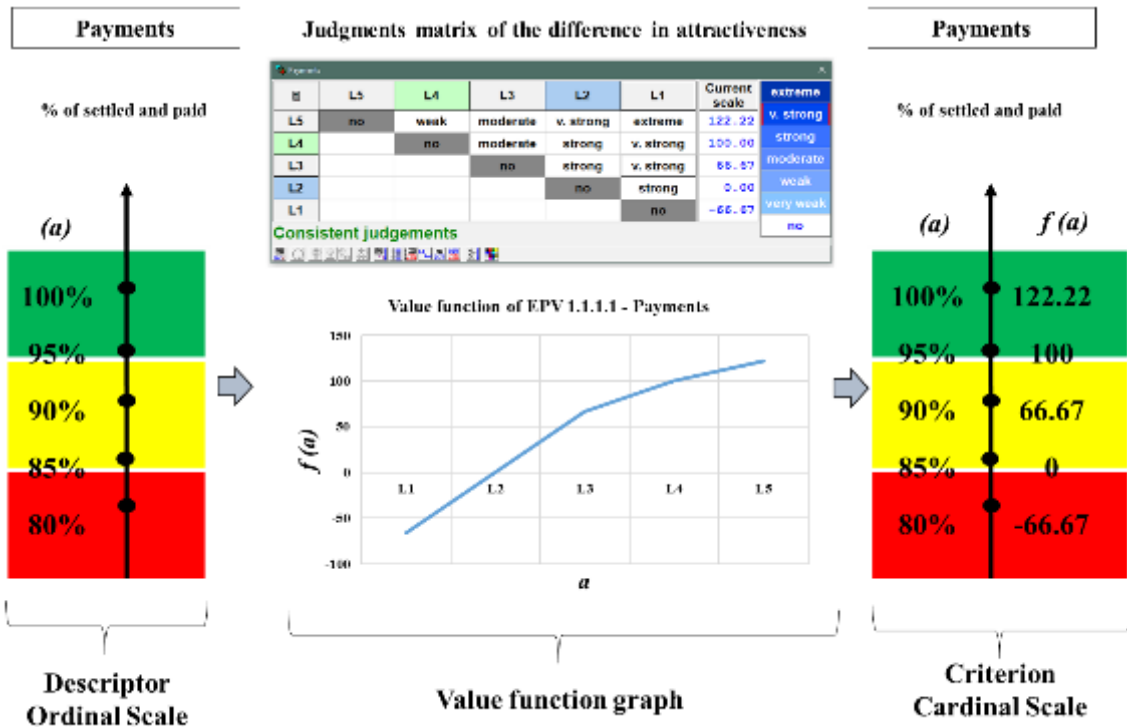 Payments
Judgments matrix of the difference in attractiveness
Payments
% of settled and paid
% of settled and paid
Payments
L5 L4 L3 L2 L1 Current scale extreme
L5 no weak moderate v. strong extreme 122.22 v. strong
L4 no moderate strong v. strong 100.00 strong
L3 no strong v. strong 66.67 moderate
L2 no strong 0.00 weak
L1 no -66.67 very weak
no
Consistent judgements
(a)
100%
95%
90%
85%
80%
Value function of EPV 1.1.1.1 - Payments
150
100
50
0
-50
-100
f (a)
L1 L2 L3 L4 L5
a
(a) f (a)
100% 122.22
95% 100
90% 66.67
85% 0
80% -66.67
Descriptor
Ordinal Scale
Value function graph
Criterion
Cardinal Scale